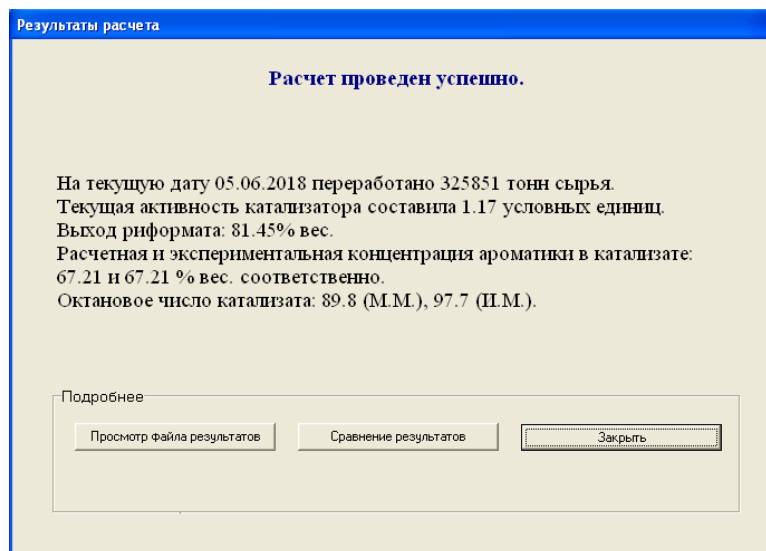 Результаты расчета
Расчет проведен успешно.
На текущую дату 05.06.2018 переработано 325851 тонн сырья.
Текущая активность катализатора составила 1.17 условных единиц.
Выход риформата: 81.45% вес.
Расчетная и экспериментальная концентрация ароматики в катализате:
67.21 и 67.21 % вес. соответственно.
Октановое число катализата: 89.8 (М.М.), 97.7 (И.М.).
Подробнее
Просмотр файла результатов
Сравнение результатов
Закрыть